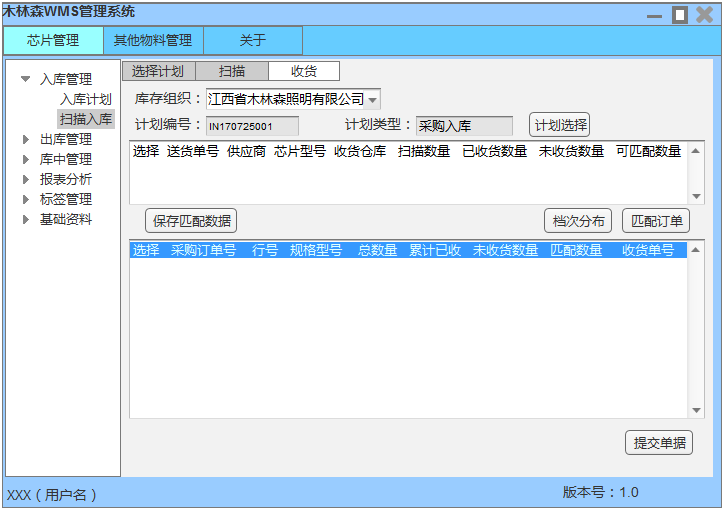 木林森WMS管理系统
芯片管理 其他物料管理 关于
选择计划 扫描 收货
入库管理
入库计划
扫描入库
出库管理
库中管理
报表分析
标签管理
基础资料
库存组织：江西省木林森照明有限公司
计划编号：IN170725001 计划类型：采购入库 计划选择
选择 送货单号 供应商 芯片型号 收货仓库 扫描数量 已收货数量 未收货数量 可匹配数量
保存匹配数据 档次分布 匹配订单
选择 采购订单号 行号 规格型号 总数量 累计已收 未收货数量 匹配数量 收货单号
提交单据
XXX（用户名） 版本号：1.0